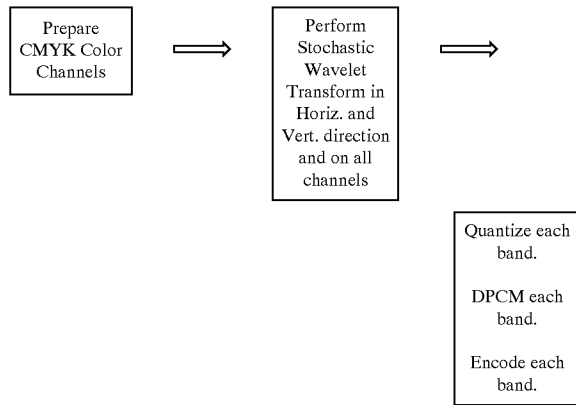 Prepare
CMYK Color
Channels
Perform
Stochastic
Wavelet
Transform in
Horiz. and
Vert. direction
and on all
channels
Quantize each
band.
DPCM each
band.
Encode each
band.